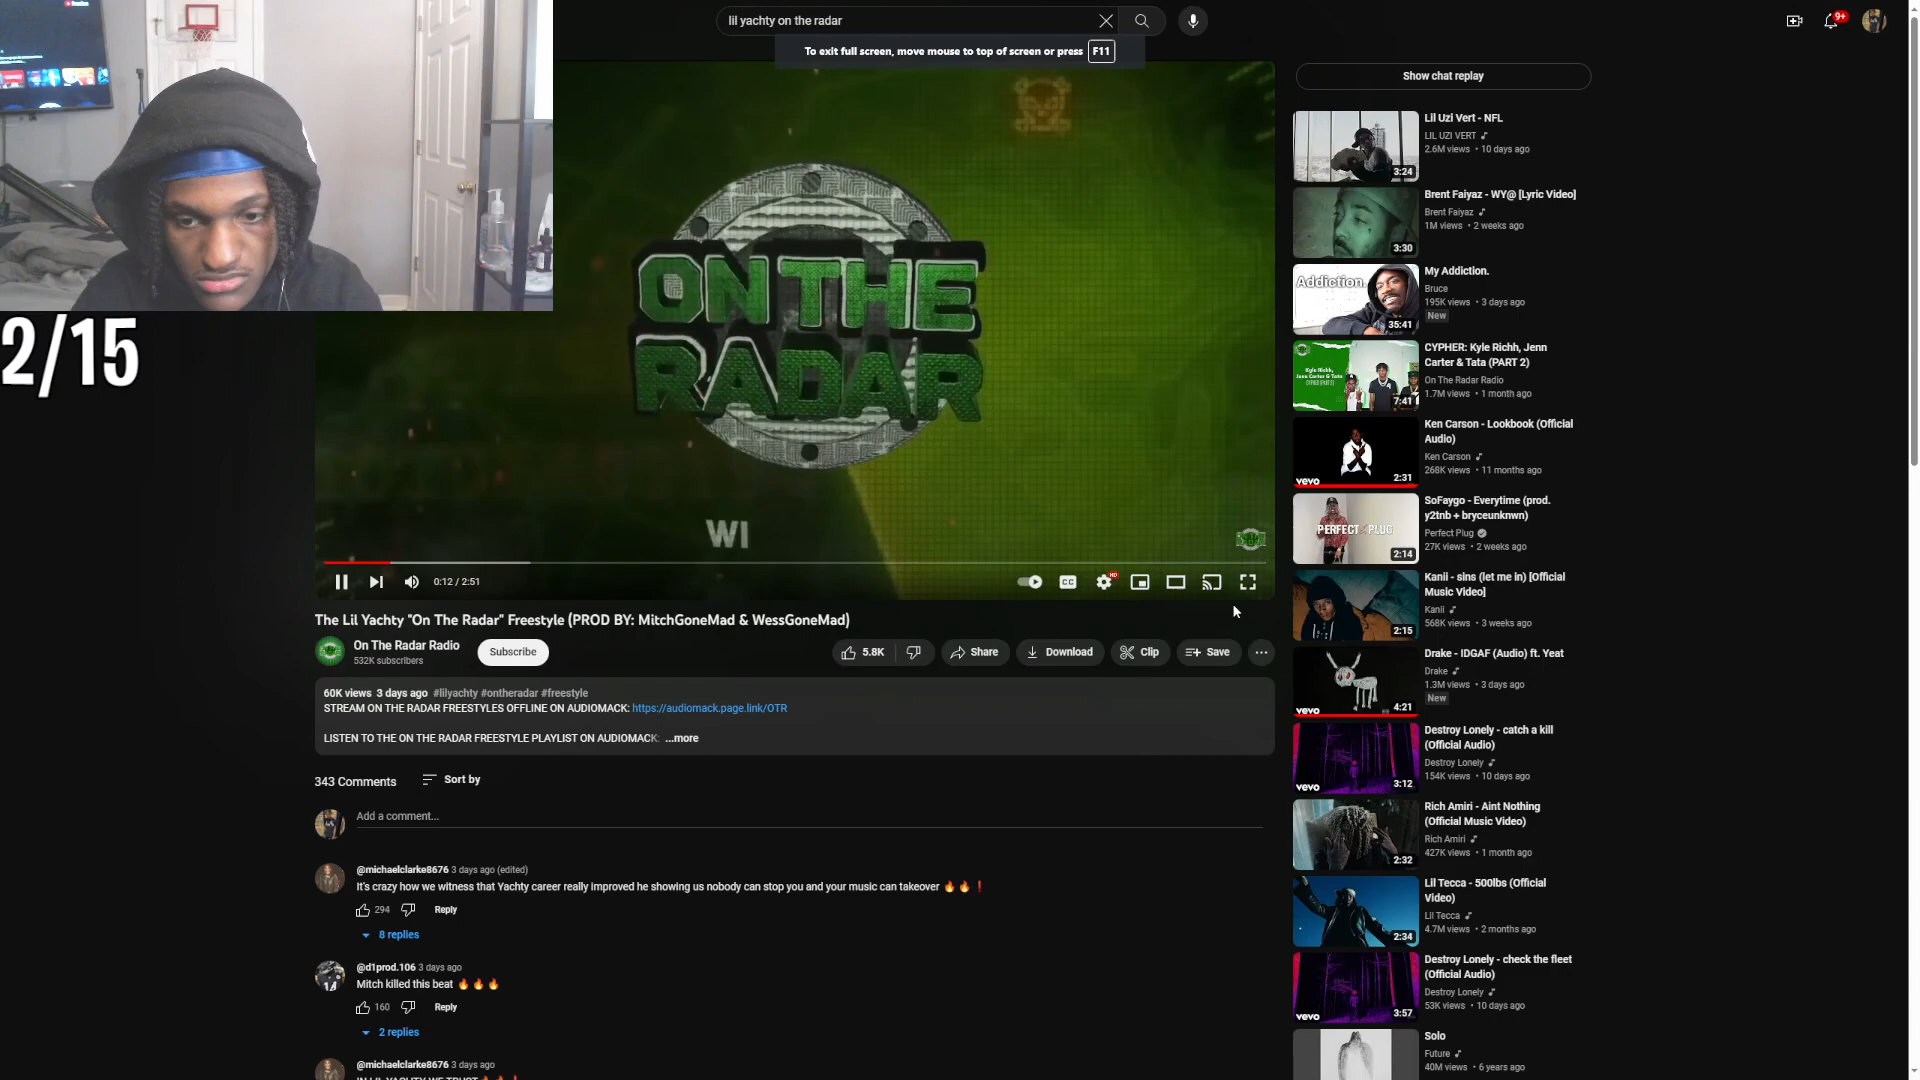 lil yachty on the radar
To exit full screen, move mouse to top of screen or press F11
9+
2/15
ON THE
RADAR
WI
0:12 / 2:51
CC
HD
The Lil Yachty "On The Radar" Freestyle (PROD BY: MitchGoneMad & WessGoneMad)
On The Radar Radio
532K subscribers
Subscribe
5.8K
Share
Download
Clip
Save
60K views 3 days ago #lilyachty #ontheradar #freestyle
STREAM ON THE RADAR FREESTYLES OFFLINE ON AUDIOMACK: https://audiomack.page.link/OTR
LISTEN TO THE ON THE RADAR FREESTYLE PLAYLIST ON AUDIOMACK: ...more
343 Comments
Sort by
Add a comment...
@michaelclarke8676 3 days ago (edited)
It's crazy how we witness that Yachty career really improved he showing us nobody can stop you and your music can takeover 🔥 🔥 ❗
294
Reply
8 replies
@d1prod.106 3 days ago
Mitch killed this beat 🔥 🔥 🔥
160
Reply
2 replies
@michaelclarke8676 3 days ago
IN LIL YACHTY WE TRUST 🔥 🔥 ❗
Show chat replay
Lil Uzi Vert - NFL
LIL UZI VERT
2.6M views • 10 days ago
3:24
Brent Faiyaz - WY@ [Lyric Video]
Brent Faiyaz
1M views • 2 weeks ago
3:30
Addiction.
My Addiction.
Bruce
195K views • 3 days ago
New
35:41
Kyle Richh,
Jenn Carter & Tata
CYPHER: Kyle Richh, Jenn
Carter & Tata (PART 2)
On The Radar Radio
1.7M views • 1 month ago
7:41
Ken Carson - Lookbook (Official
Audio)
Ken Carson
268K views • 11 months ago
vevo
2:31
SoFaygo - Everytime (prod.
y2tnb + bryceunknwn)
PERFECT PLUG
Perfect Plug
27K views • 2 weeks ago
2:14
Kanii - sins (let me in) [Official
Music Video]
Kanii
568K views • 3 weeks ago
2:15
Drake - IDGAF (Audio) ft. Yeat
Drake
1.3M views • 3 days ago
New
vevo
4:21
Destroy Lonely - catch a kill
(Official Audio)
Destroy Lonely
154K views • 10 days ago
vevo
3:12
Rich Amiri - Aint Nothing
(Official Music Video)
Rich Amiri
427K views • 1 month ago
2:32
Lil Tecca - 500lbs (Official
Video)
Lil Tecca
4.7M views • 2 months ago
2:34
Destroy Lonely - check the fleet
(Official Audio)
Destroy Lonely
53K views • 10 days ago
vevo
3:57
Solo
Future
40M views • 6 years ago